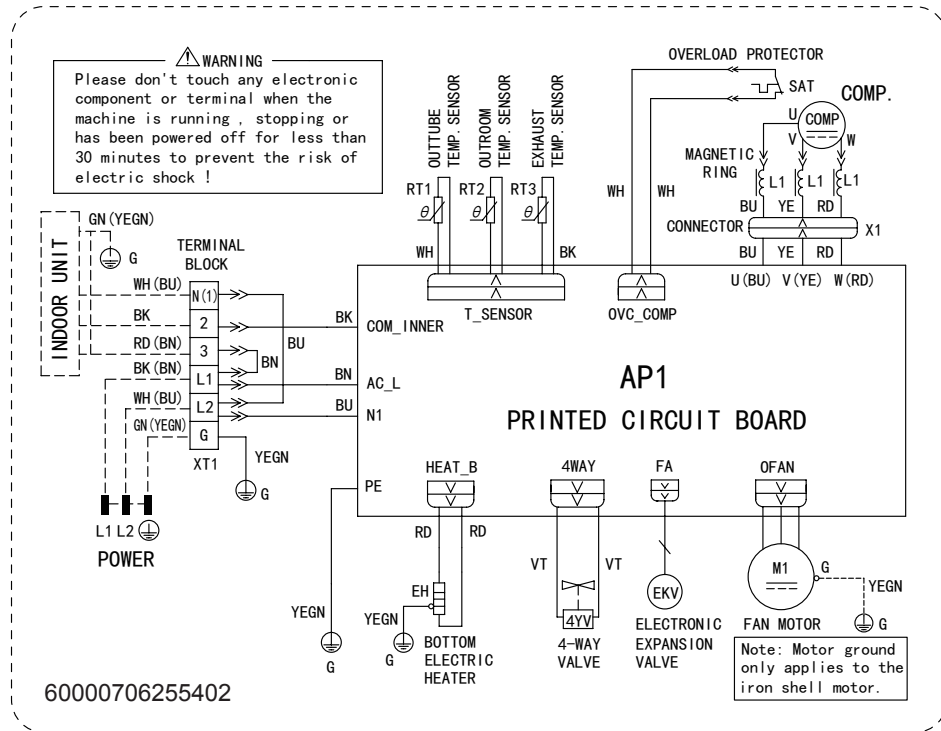 WARNING
Please don't touch any electronic
component or terminal when the
machine is running , stopping or
has been powered off for less than
30 minutes to prevent the risk of
electric shock !
OUTTUBE
TEMP. SENSOR
OUTROOM
TEMP. SENSOR
EXHAUST
TEMP. SENSOR
RT1
RT2
RT3
θ
θ
θ
WH
BK
T_SENSOR
OVERLOAD PROTECTOR
SAT
WH
WH
OVC_COMP
COMP.
COMP
U
V
W
MAGNETIC
RING
L1
L1
L1
BU
YE
RD
CONNECTOR
X1
BU
YE
RD
U(BU)
V(YE)
W(RD)
INDOOR UNIT
GN(YEGN)
G
TERMINAL
BLOCK
WH(BU)
N(1)
BK
2
RD(BN)
3
BK(BN)
L1
WH(BU)
L2
GN(YEGN)
G
XT1
YEGN
G
BU
BN
BK
COM_INNER
BN
AC_L
BU
N1
L1
L2
POWER
AP1
PRINTED CIRCUIT BOARD
PE
YEGN
G
HEAT_B
RD
RD
EH
YEGN
G
BOTTOM
ELECTRIC
HEATER
4WAY
VT
VT
4YV
4-WAY
VALVE
FA
EKV
ELECTRONIC
EXPANSION
VALVE
OFAN
M1
G
YEGN
G
FAN MOTOR
Note: Motor ground
only applies to the
iron shell motor.
60000706255402